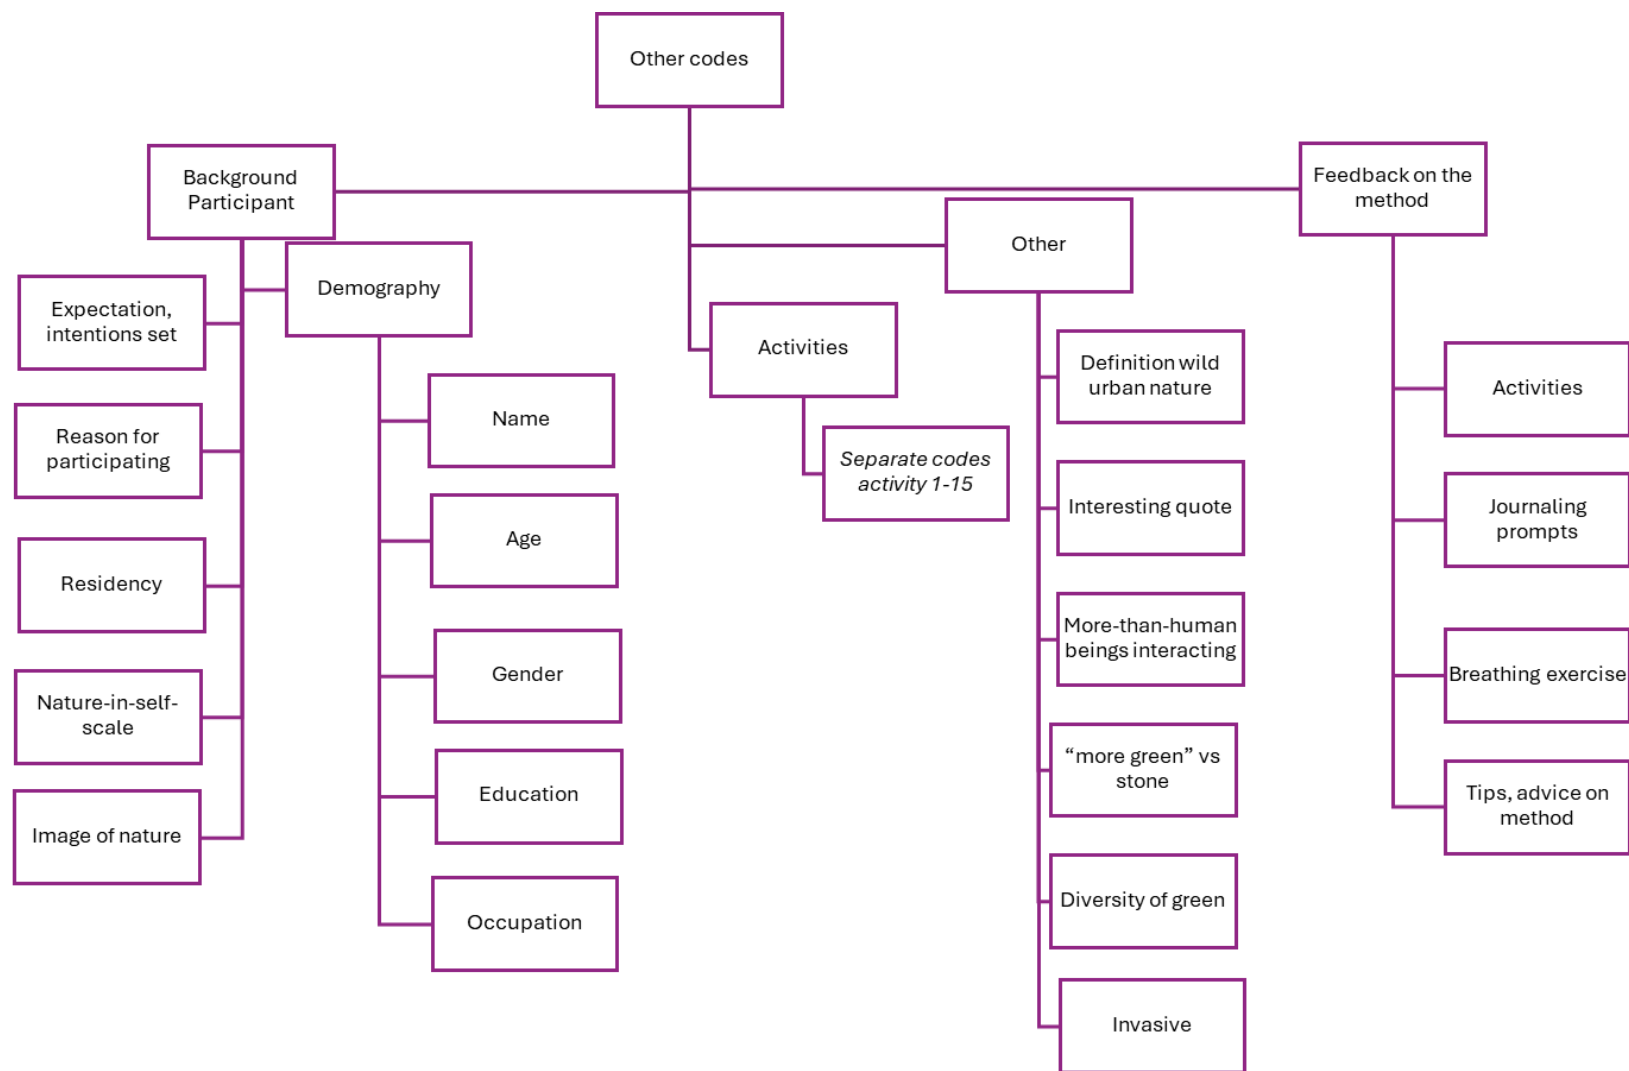 Other codes
Background
Participant
Feedback on the
method
Other
Demography
Expectation,
intentions set
Activities
Definition wild
urban nature
Activities
Name
Reason for
participating
Separate codes
activity 1-15
Interesting quote
Journaling
prompts
Age
Residency
More-than-human
beings interacting
Gender
Breathing exercise
Nature-in-self-
scale
“more green” vs
stone
Education
Tips, advice on
method
Image of nature
Diversity of green
Occupation
Invasive